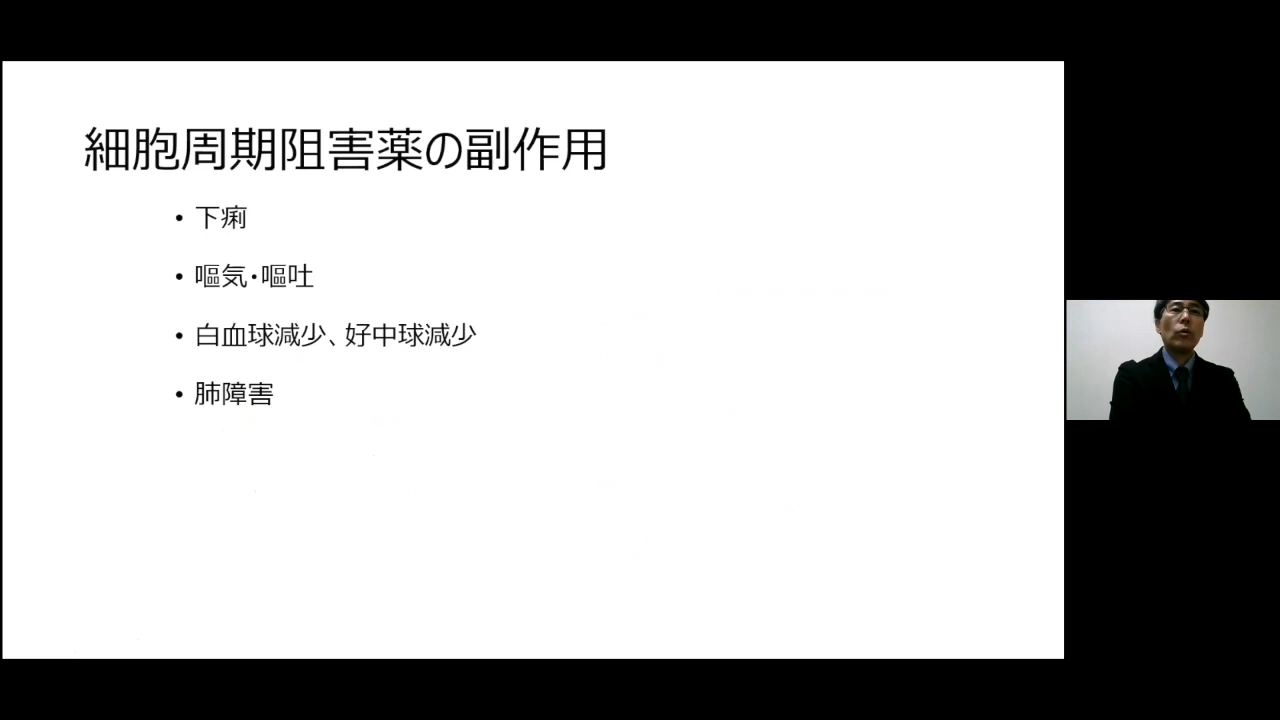 細胞周期阻害薬の副作用
• 下痢
• 嘔気・嘔吐
• 白血球減少、好中球減少
• 肺障害